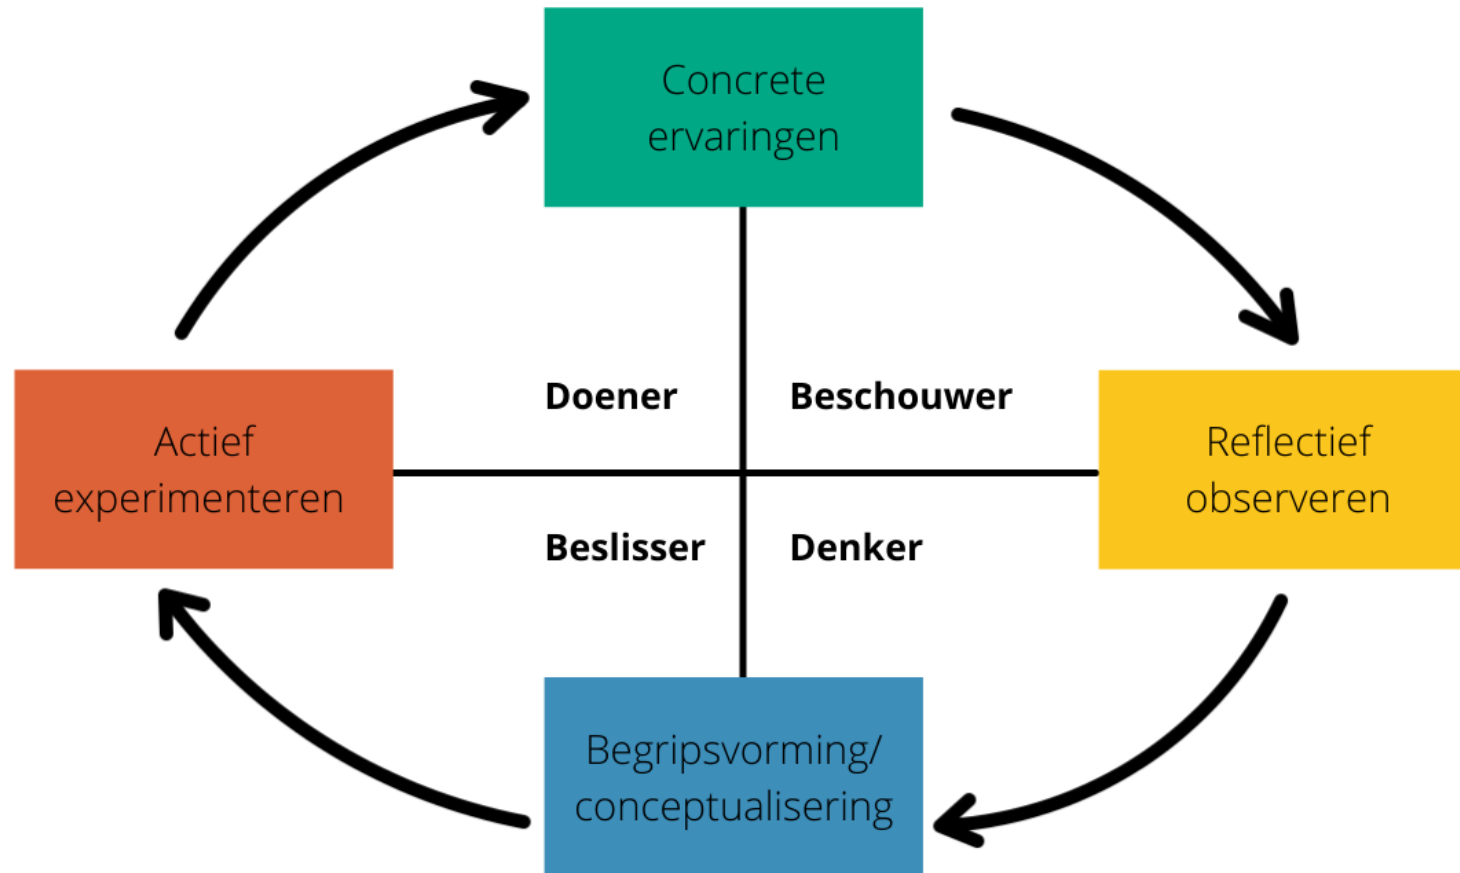 Concrete
ervaringen
Doener
Beschouwer
Actief
experimenteren
Reflectief
observeren
Beslisser
Denker
Begripsvorming/
conceptualisering